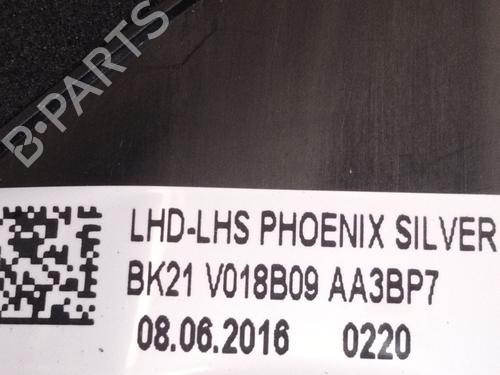 B-PARTS
LHD-LHS PHOENIX SILVER
BK21 V018B09 AA3BP7
08.06.2016 0220